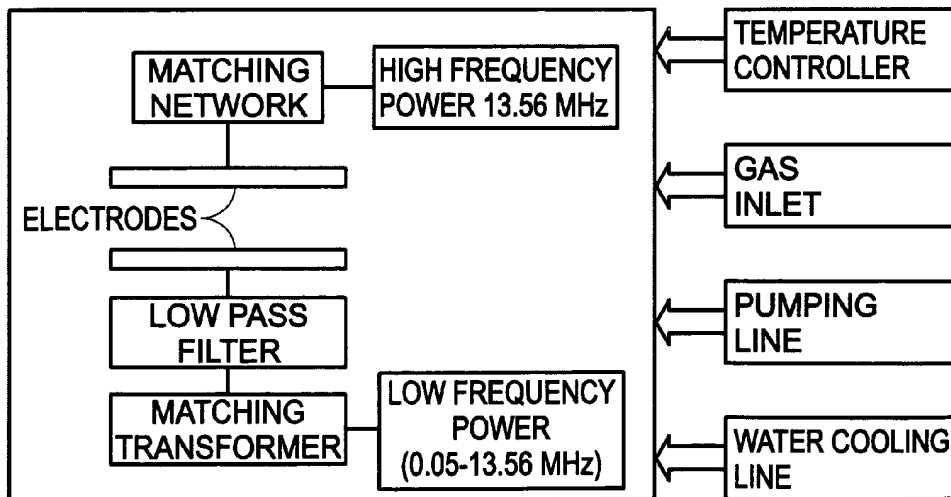 MATCHING
NETWORK
HIGH FREQUENCY
POWER 13.56 MHz
ELECTRODES
LOW PASS
FILTER
MATCHING
TRANSFORMER
LOW FREQUENCY
POWER
(0.05-13.56 MHz)
TEMPERATURE
CONTROLLER
GAS
INLET
PUMPING
LINE
WATER COOLING
LINE